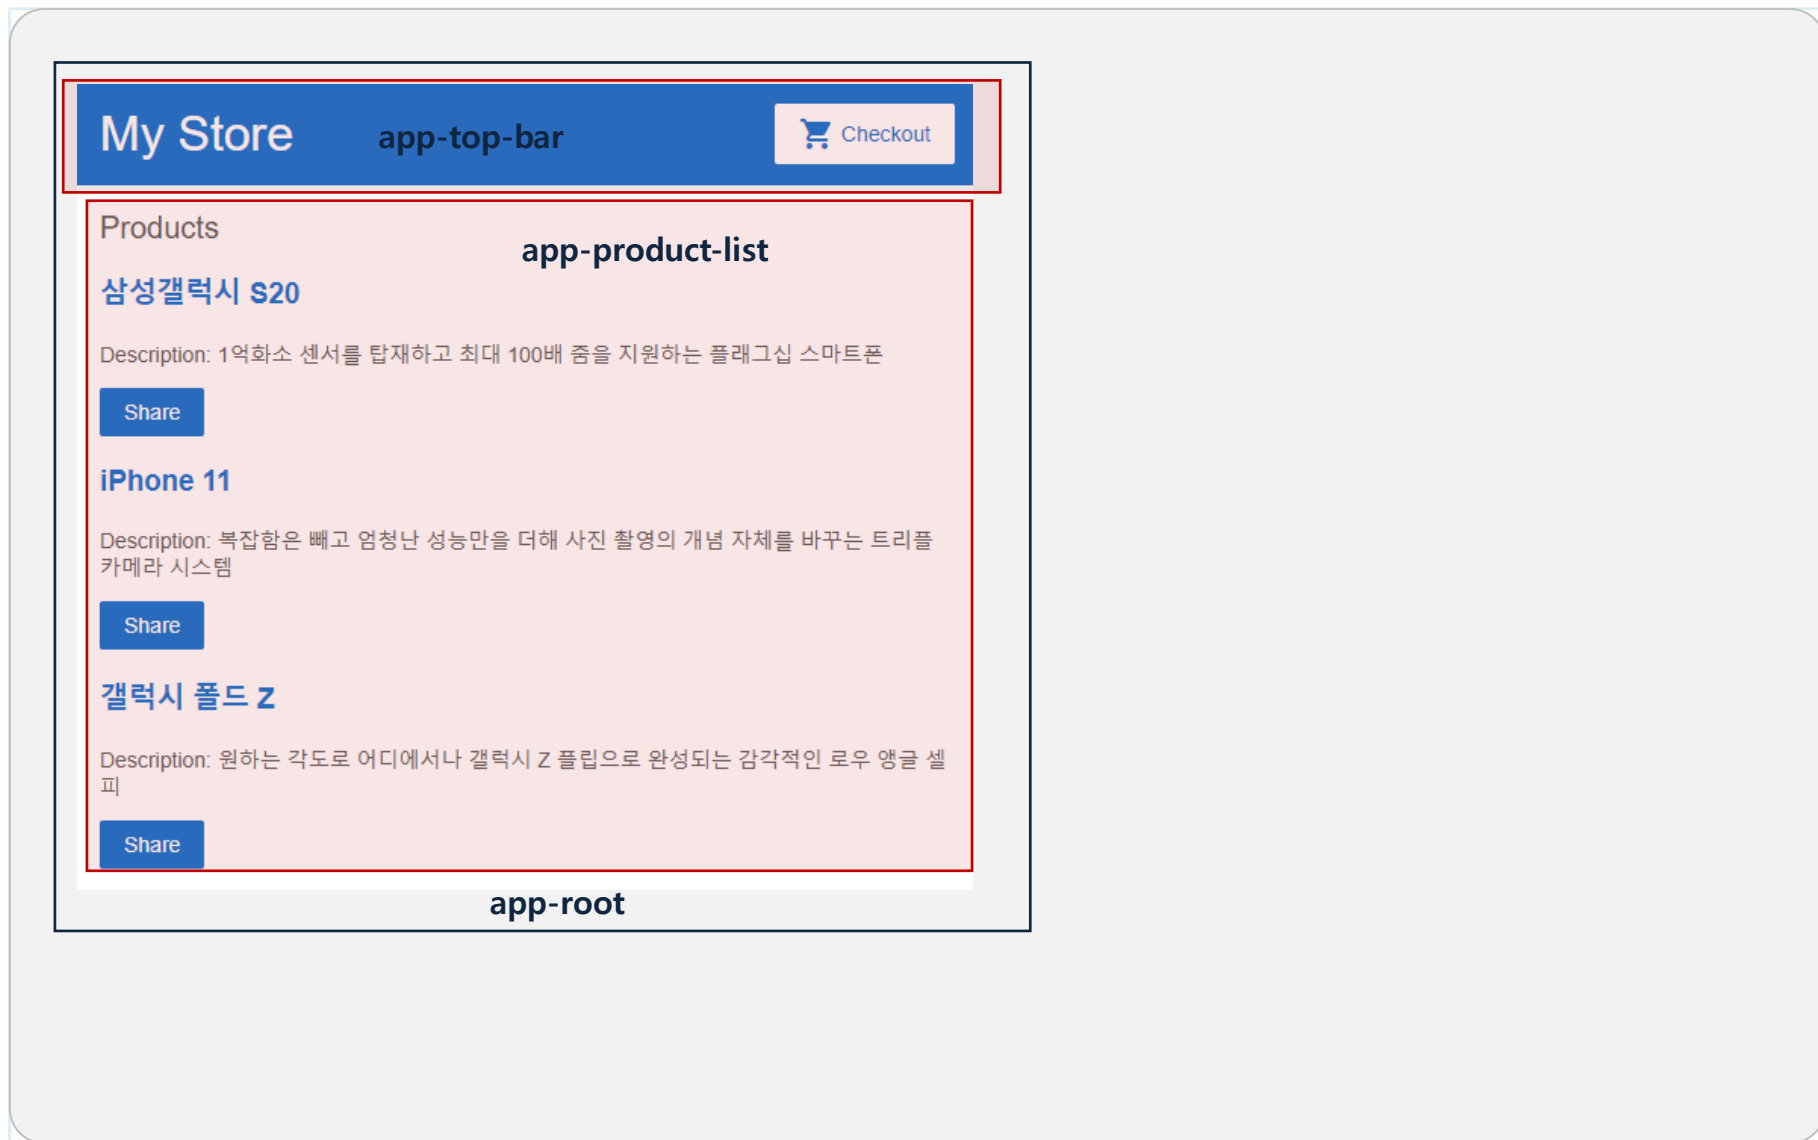 My Store
app-top-bar
Checkout
Products
app-product-list
삼성갤럭시 S20
Description: 1억화소 센서를 탑재하고 최대 100배 줌을 지원하는 플래그십 스마트폰
Share
iPhone 11
Description: 복잡함은 빼고 엄청난 성능만을 더해 사진 촬영의 개념 자체를 바꾸는 트리플
카메라 시스템
Share
갤럭시 폴드 Z
Description: 원하는 각도로 어디에서나 갤럭시 Z 플립으로 완성되는 감각적인 로우 앵글 셀
피
Share
app-root